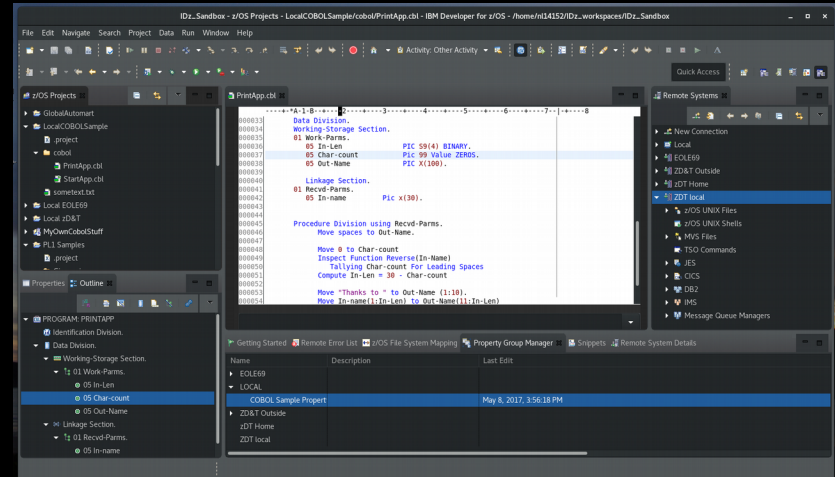 IDz_Sandbox - z/OS Projects - LocalCOBOLSample/cobol/PrintApp.cbl - IBM Developer for z/OS - /home/nl14152/IDz_workspaces/IDz_Sandbox
File Edit Navigate Search Project Data Run Window Help
Activity: Other Activity
Quick Access
z/OS Projects
GlobalAutomart
LocalCOBOLSample
.project
cobol
PrintApp.cbl
StartApp.cbl
sometext.txt
Local EOLE69
Local zD&T
MyOwnCobolStuff
PL1 Samples
.project
Properties Outline
PROGRAM: PRINTAPP
Identification Division.
Data Division.
Working-Storage Section.
01 Work-Parms.
05 In-Len
05 Char-count
05 Out-Name
Linkage Section.
01 Recvd-Parms.
05 In-name
PrintApp.cbl
----+-*A-1-B--+----2----+----3----+----4----+----5----+----6----+----7--|-+----8
000033 Data Division.
000034 Working-Storage Section.
000035 01 Work-Parms.
000036 05 In-Len PIC S9(4) BINARY.
000037 05 Char-count Pic 99 Value ZEROS.
000038 05 Out-Name PIC X(100).
000039
000040 Linkage Section.
000041 01 Recvd-Parms.
000042 05 In-name Pic x(30).
000043
000044
000045 Procedure Division using Recvd-Parms.
000046 Move spaces to Out-Name.
000047
000048 Move 0 to Char-count
000049 Inspect Function Reverse(In-Name)
000050 Tallying Char-count For Leading Spaces
000051 Compute In-Len = 30 - Char-count
000052
000053 Move "Thanks to " to Out-Name (1:10).
000054 Move In-name(1:In-Len) to Out-Name(11:In-Len)
Getting Started Remote Error List z/OS File System Mapping Property Group Manager Snippets Remote System Details
Name Description Last Edit
EOLE69
LOCAL
COBOL Sample Propert May 8, 2017, 3:56:18 PM
ZD&T Outside
zDT Home
ZDT local
Remote Systems
New Connection
Local
EOLE69
ZD&T Outside
zDT Home
ZDT local
z/OS UNIX Files
z/OS UNIX Shells
MVS Files
TSO Commands
JES
CICS
DB2
IMS
Message Queue Managers